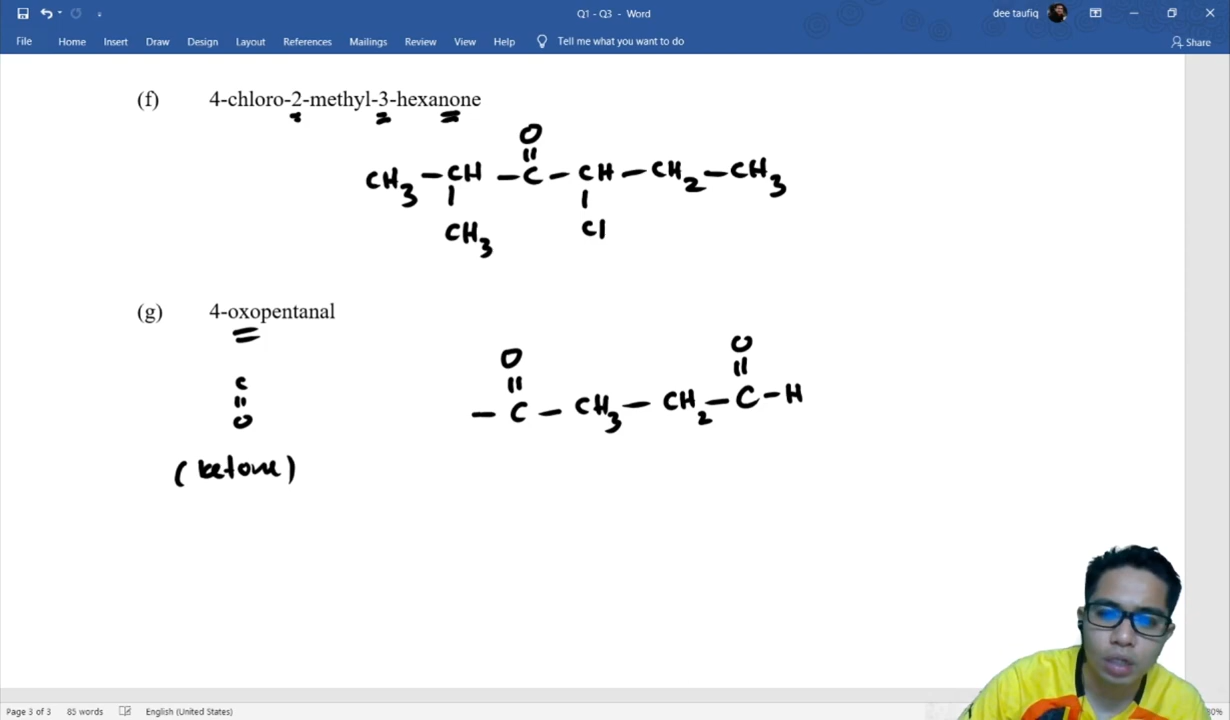 Q1 - Q3 - Word
dee taufiq
File Home Insert Draw Design Layout References Mailings Review View Help Tell me what you want to do
Share
(f) 4-chloro-2-methyl-3-hexanone
O
||
CH3 – CH – C – CH – CH2 – CH3
| |
CH3 Cl
(g) 4-oxopentanal
O O
|| ||
– C – CH3 – CH2 – C – H
C
||
O
(ketone)
Page 3 of 3 85 words English (United States)